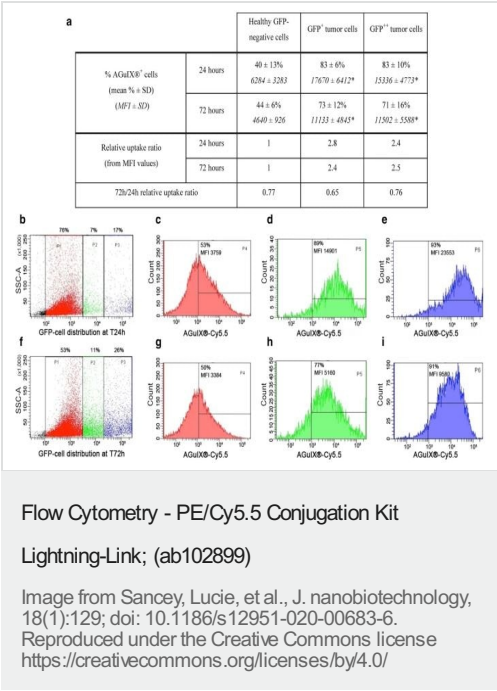 a
Healthy GFP-
negative cells
GFP+ tumor cells
GFP++ tumor cells
% AGuIX®+ cells
(mean % ± SD)
(MFI ± SD)
24 hours
40 ± 13%
6284 ± 3283
83 ± 6%
17670 ± 6412*
83 ± 10%
15336 ± 4773*
72 hours
44 ± 6%
4640 ± 926
73 ± 12%
11133 ± 4845*
71 ± 16%
11502 ± 5588*
Relative uptake ratio
(from MFI values)
24 hours
1
2.8
2.4
72 hours
1
2.4
2.5
72h/24h relative uptake ratio
0.77
0.65
0.76
b
76% 7% 17%
SSC-A
GFP-cell distribution at T24h
c
53%
MFI 3759
P4
Count
AGuIX®-Cy5.5
d
89%
MFI 14901
P5
Count
AGuIX®-Cy5.5
e
93%
MFI 23553
Count
AGuIX®-Cy5.5
f
53% 11% 26%
SSC-A
GFP-cell distribution at T72h
g
50%
MFI 3384
P4
Count
AGuIX®-Cy5.5
h
77%
MFI 5160
P5
Count
AGuIX®-Cy5.5
i
91%
P6
Count
AGuIX®-Cy5.5
Flow Cytometry - PE/Cy5.5 Conjugation Kit
Lightning-Link; (ab102899)
Image from Sancey, Lucie, et al., J. nanobiotechnology,
18(1):129; doi: 10.1186/s12951-020-00683-6.
Reproduced under the Creative Commons license
https://creativecommons.org/licenses/by/4.0/